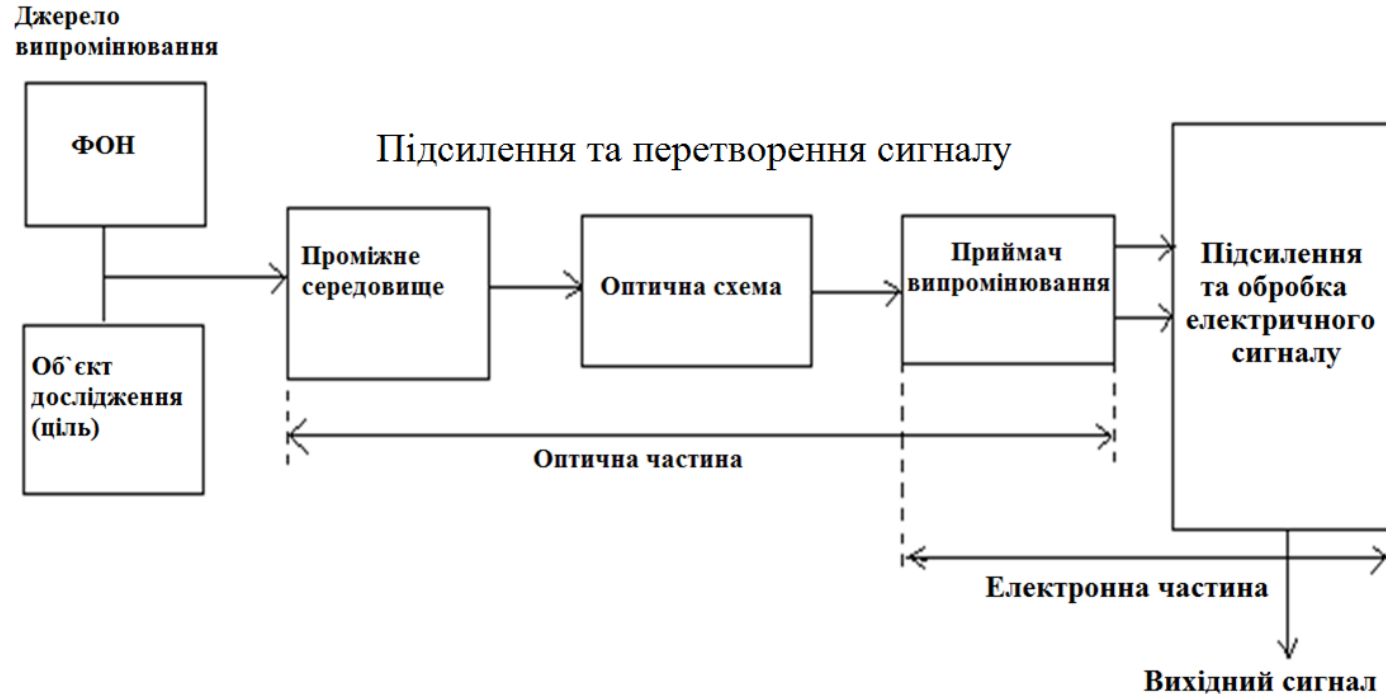 Джерело
випромінювання
ФОН
Підсилення та перетворення сигналу
Проміжне
середовище
Оптична схема
Приймач
випромінювання
Підсилення
та обробка
електричного
сигналу
Об`єкт
дослідження
(ціль)
Оптична частина
Електронна частина
Вихідний сигнал